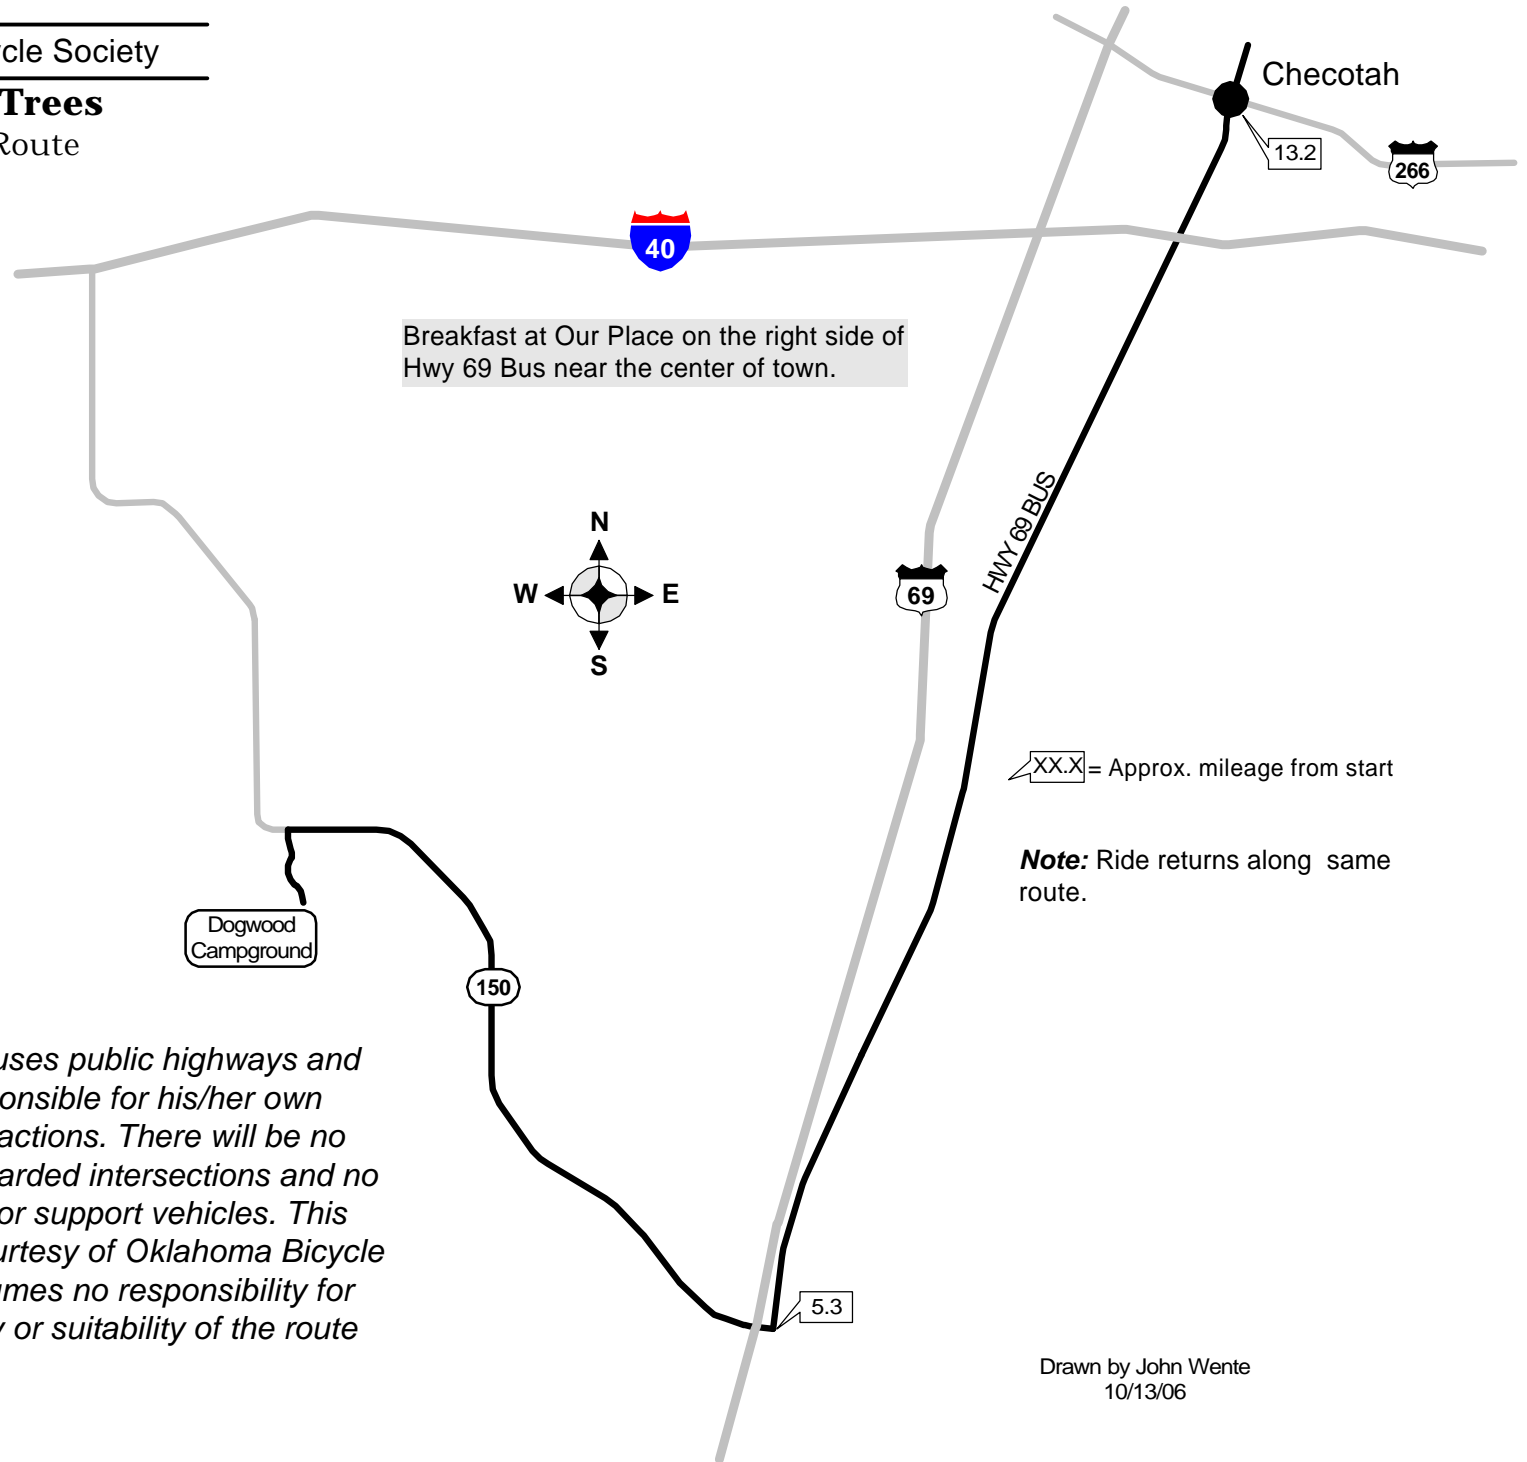 cle Society
Trees
Route
Checotah
13.2
266
40
Breakfast at Our Place on the right side of
Hwy 69 Bus near the center of town.
HWY 69 BUS
N
W
E
S
69
XX.X = Approx. mileage from start
Note: Ride returns along same
route.
Dogwood
Campground
150
uses public highways and
onsible for his/her own
actions. There will be no
arded intersections and no
or support vehicles. This
urtesy of Oklahoma Bicycle
umes no responsibility for
y or suitability of the route
5.3
Drawn by John Wente
10/13/06